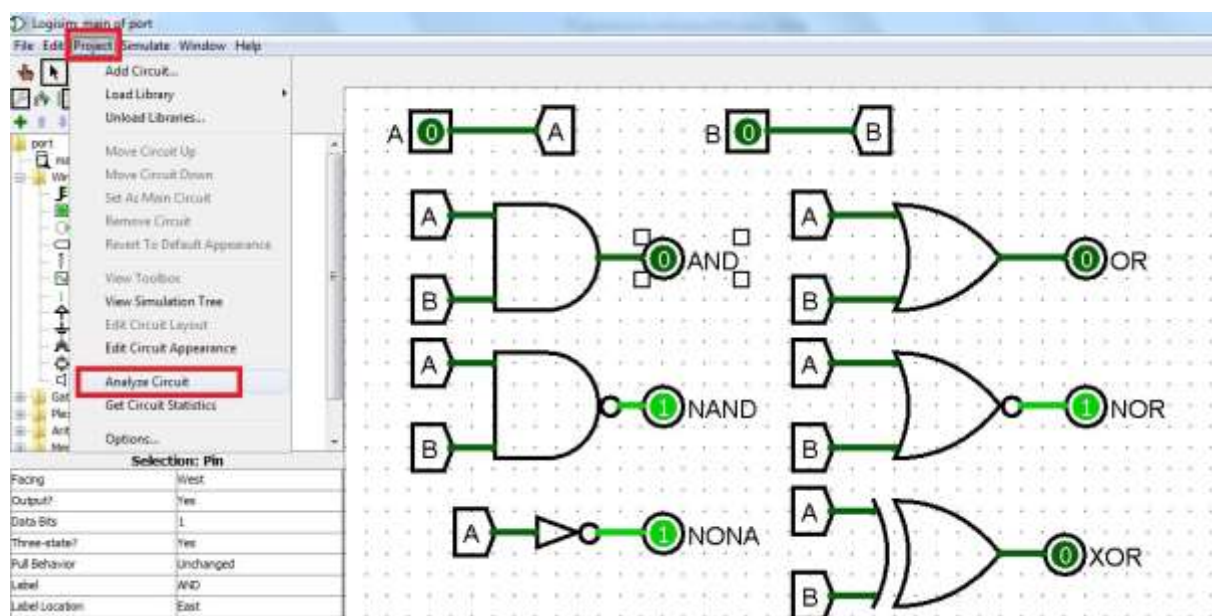 Logisim: main of port
File Edit Project Simulate Window Help
Add Circuit...
Load Library
Unload Libraries...
port
Move Circuit Up
Move Circuit Down
Set As Main Circuit
Remove Circuit
Revert To Default Appearance
View Toolbox
View Simulation Tree
Edit Circuit Layout
Edit Circuit Appearance
Analyze Circuit
Get Circuit Statistics
Options...
Selection: Pin
Facing West
Output? Yes
Data Bits 1
Three-state? Yes
Pull Behavior Unchanged
Label AND
Label Location East
A 0 A
B 0 B
A
B
0 AND
A
B
0 OR
A
B
1 NAND
A
B
1 NOR
A
1 NONA
A
B
0 XOR